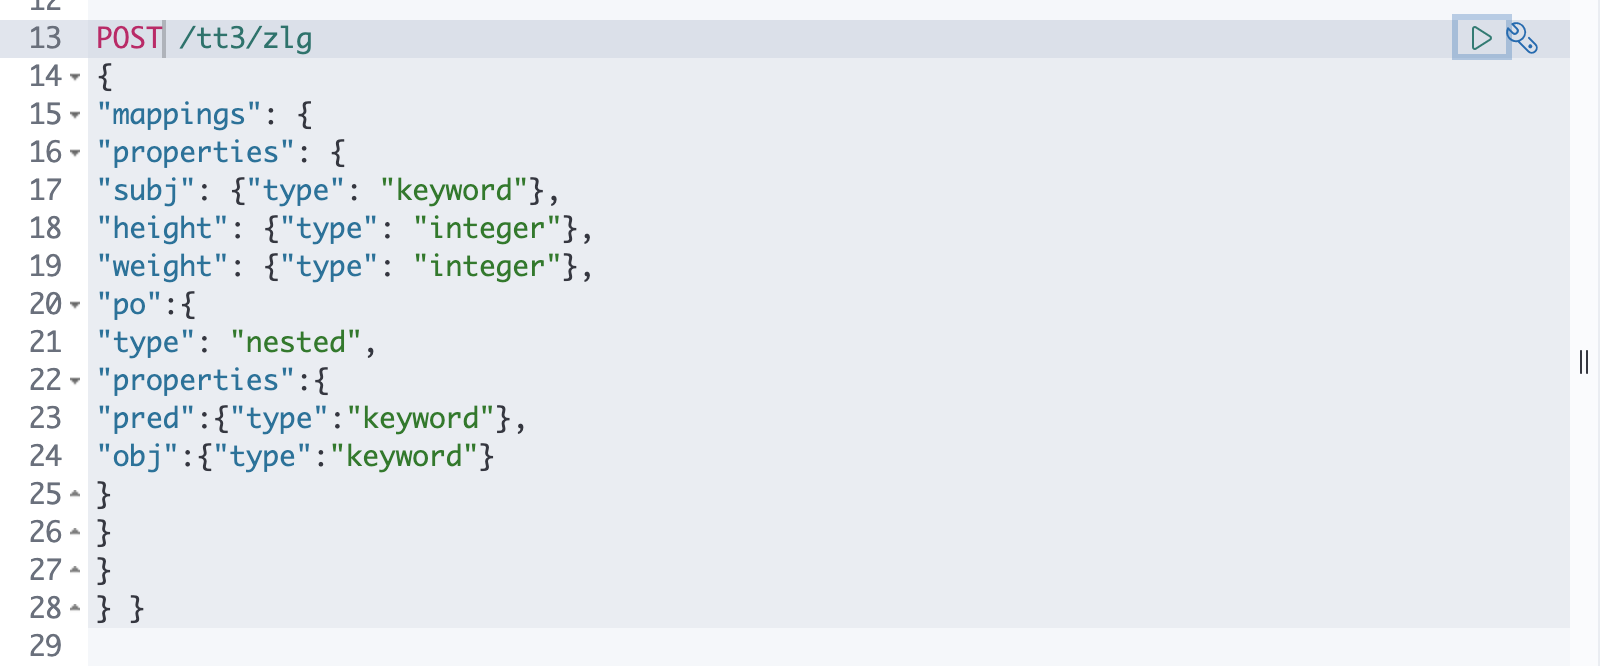 12
13 POST /tt3/zlg
14 {
15 "mappings": {
16 "properties": {
17 "subj": {"type": "keyword"},
18 "height": {"type": "integer"},
19 "weight": {"type": "integer"},
20 "po":{
21 "type": "nested",
22 "properties":{
23 "pred":{"type":"keyword"},
24 "obj":{"type":"keyword"}
25 }
26 }
27 }
28 } }
29